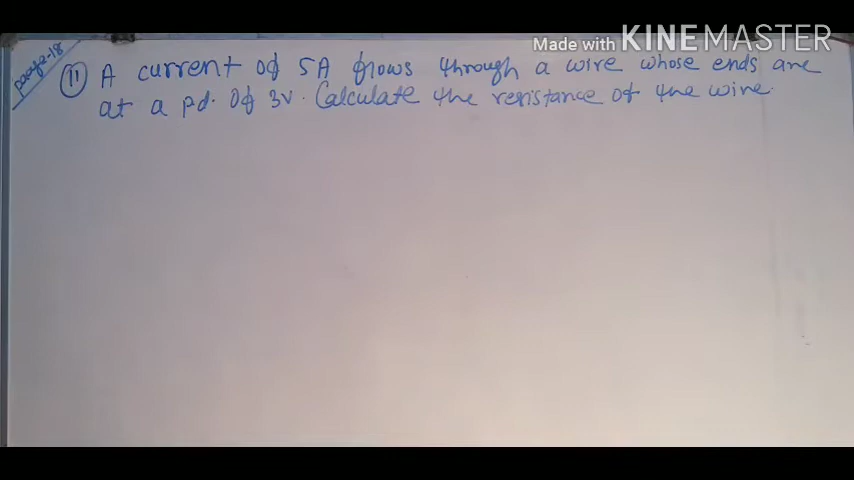 Made with KINEMASTER
page-18
11 A current of 5A flows through a wire whose ends are
at a pd. of 3V. Calculate the resistance of the wire.